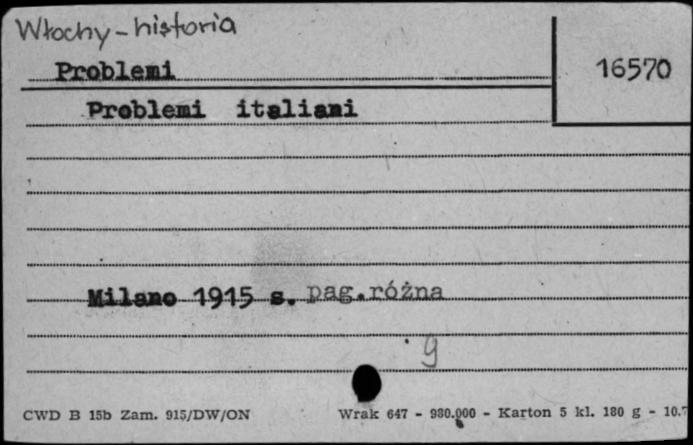 Włochy - historia
Problemi
16570
Problemi italiani
Milano 1915 s. pag.różna
9
CWD B 15b Zam. 915/DW/ON Wrak 647 - 980.000 - Karton 5 kl. 180 g - 10.7